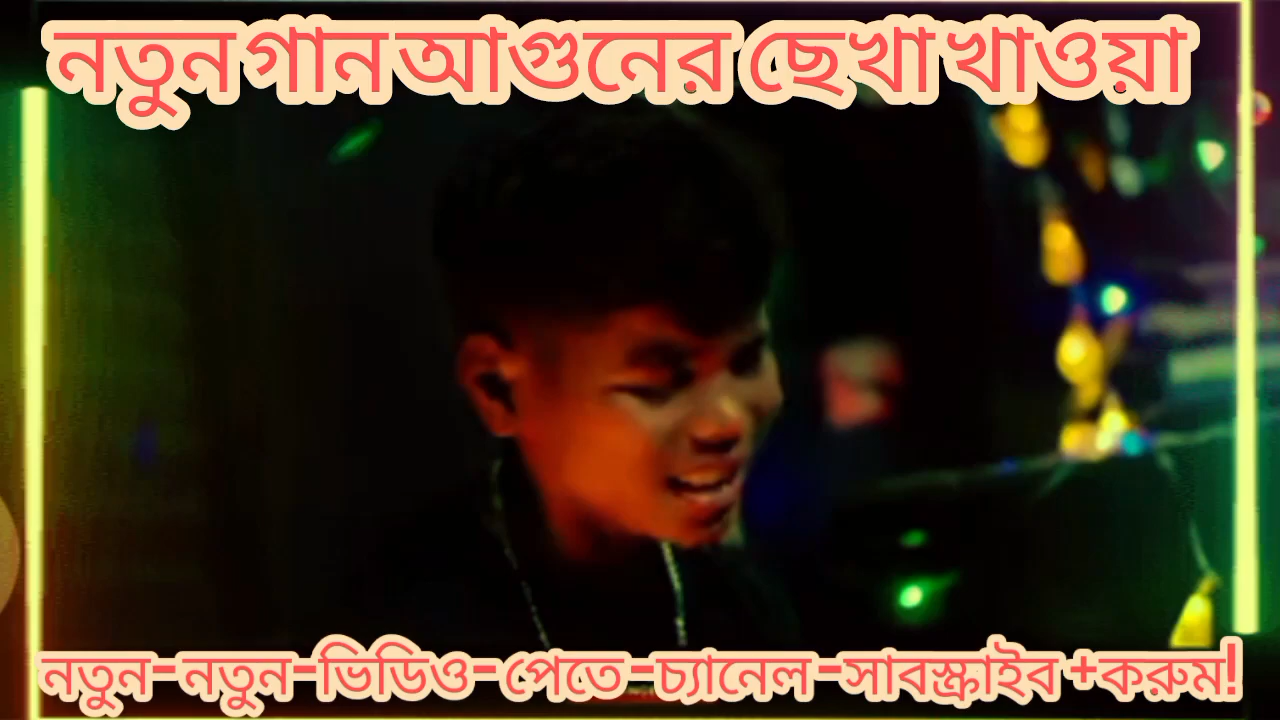 নতুন গান আগুনের ছেখা খাওয়া
নতুন-নতুন-ভিডিও-পেতে-চ্যানেল-সাবস্ক্রাইব+করুম!